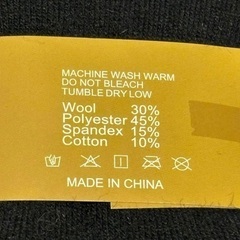 MACHINE WASH WARM
DO NOT BLEACH
TUMBLE DRY LOW
Wool 30%
Polyester 45%
Spandex 15%
Cotton 10%
MADE IN CHINA